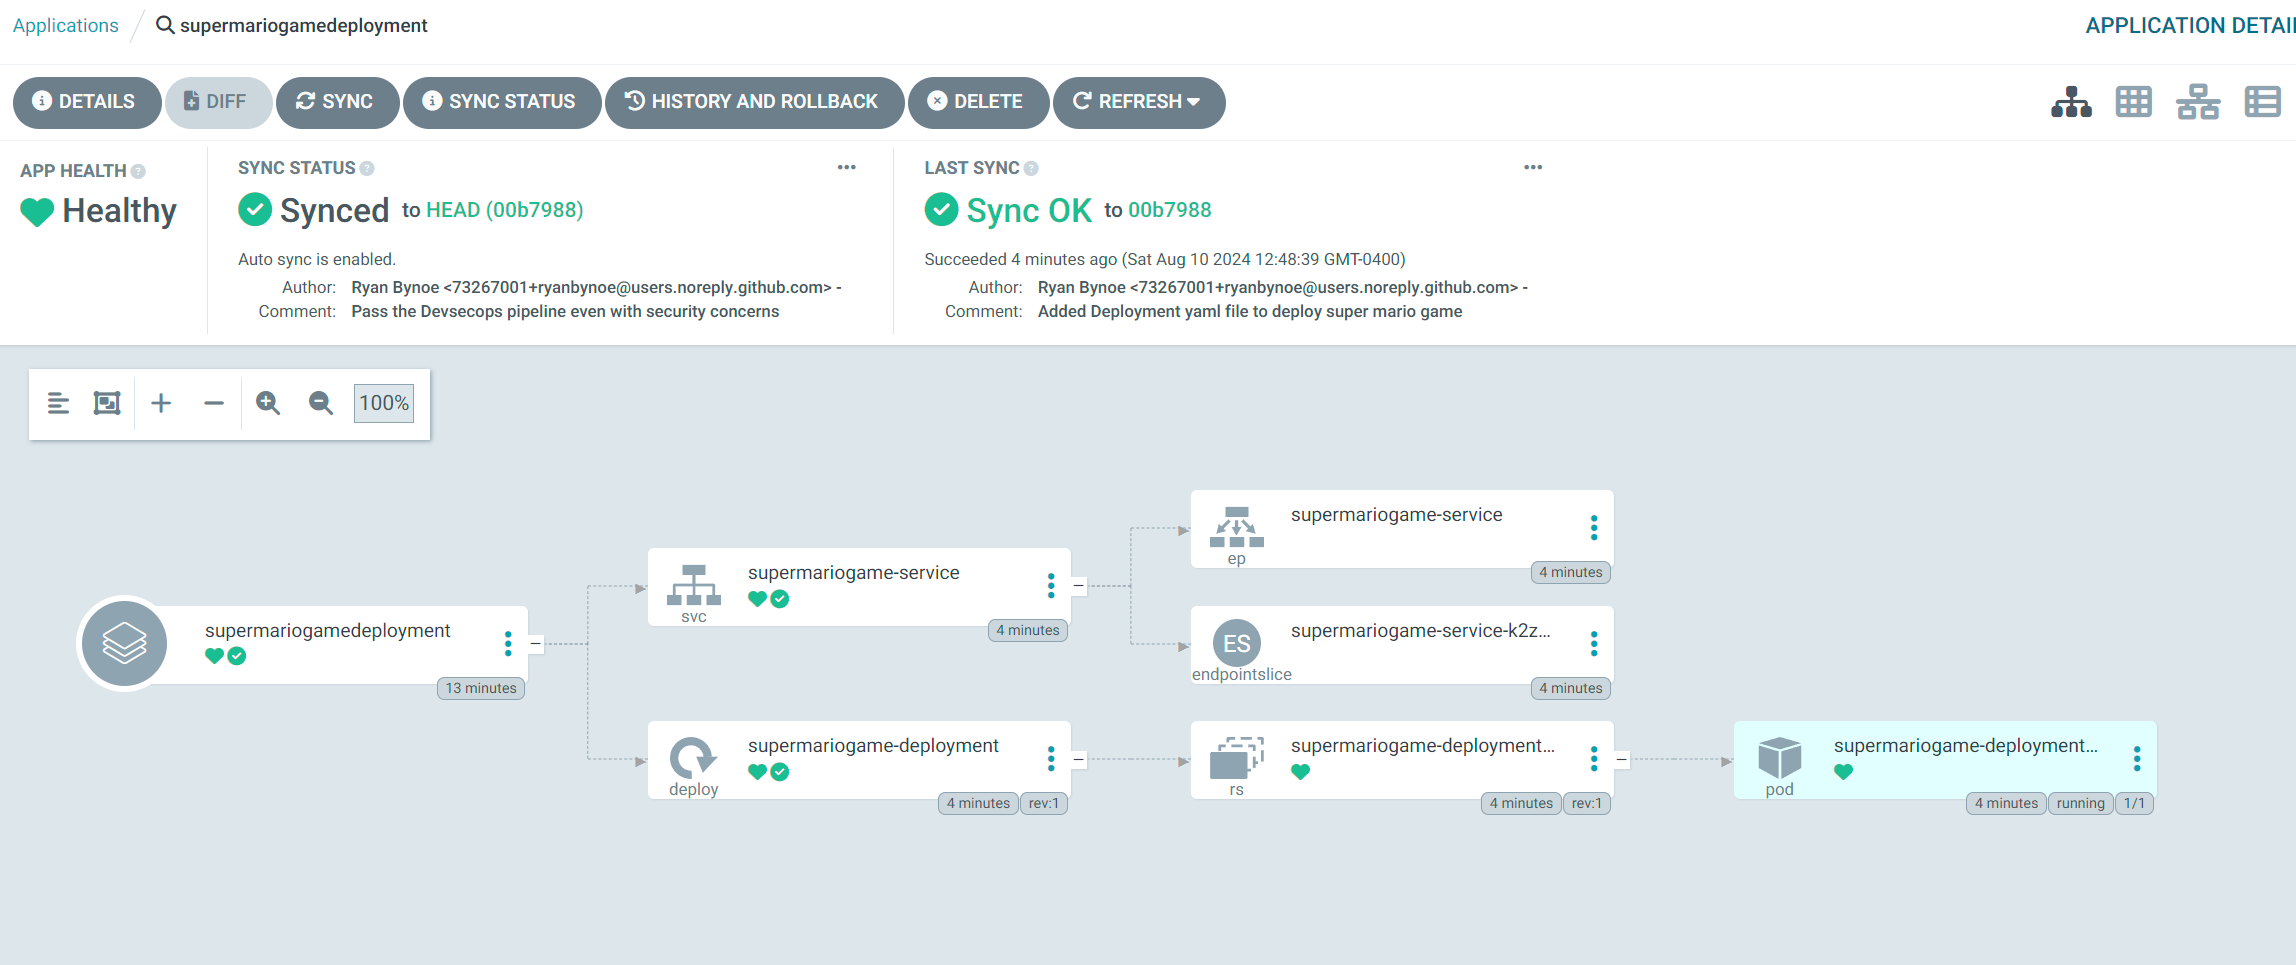 Applications
supermariogamedeployment
APPLICATION DETAI
DETAILS
DIFF
SYNC
SYNC STATUS
HISTORY AND ROLLBACK
DELETE
REFRESH
APP HEALTH
Healthy
SYNC STATUS
Synced to HEAD (00b7988)
Auto sync is enabled.
Author: Ryan Bynoe <73267001+ryanbynoe@users.noreply.github.com> -
Comment: Pass the Devsecops pipeline even with security concerns
LAST SYNC
Sync OK to 00b7988
Succeeded 4 minutes ago (Sat Aug 10 2024 12:48:39 GMT-0400)
Author: Ryan Bynoe <73267001+ryanbynoe@users.noreply.github.com> -
Comment: Added Deployment yaml file to deploy super mario game
100%
supermariogamedeployment
13 minutes
supermariogame-service
svc
4 minutes
supermariogame-service
ep
4 minutes
ES
supermariogame-service-k2z...
endpointslice
4 minutes
supermariogame-deployment
deploy
4 minutes
rev:1
supermariogame-deployment...
rs
4 minutes
rev:1
supermariogame-deployment...
pod
4 minutes
running
1/1